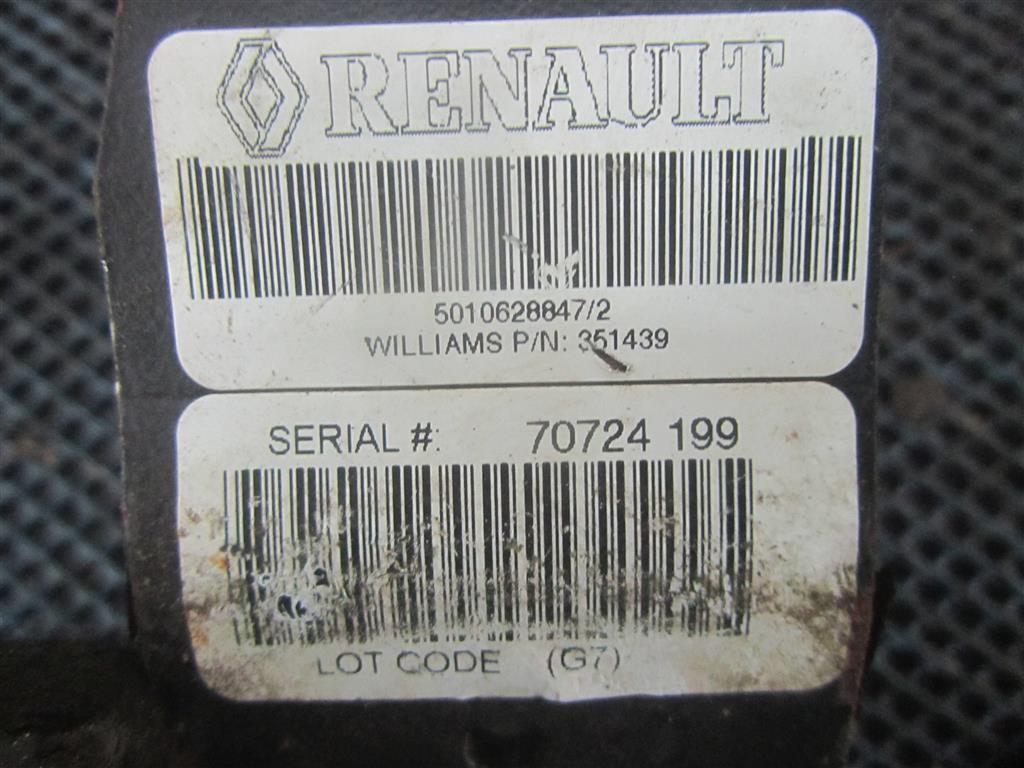 RENAULT
5010628847/2
WILLIAMS P/N: 351439
SERIAL #: 70724 199
LOT CODE (G7)